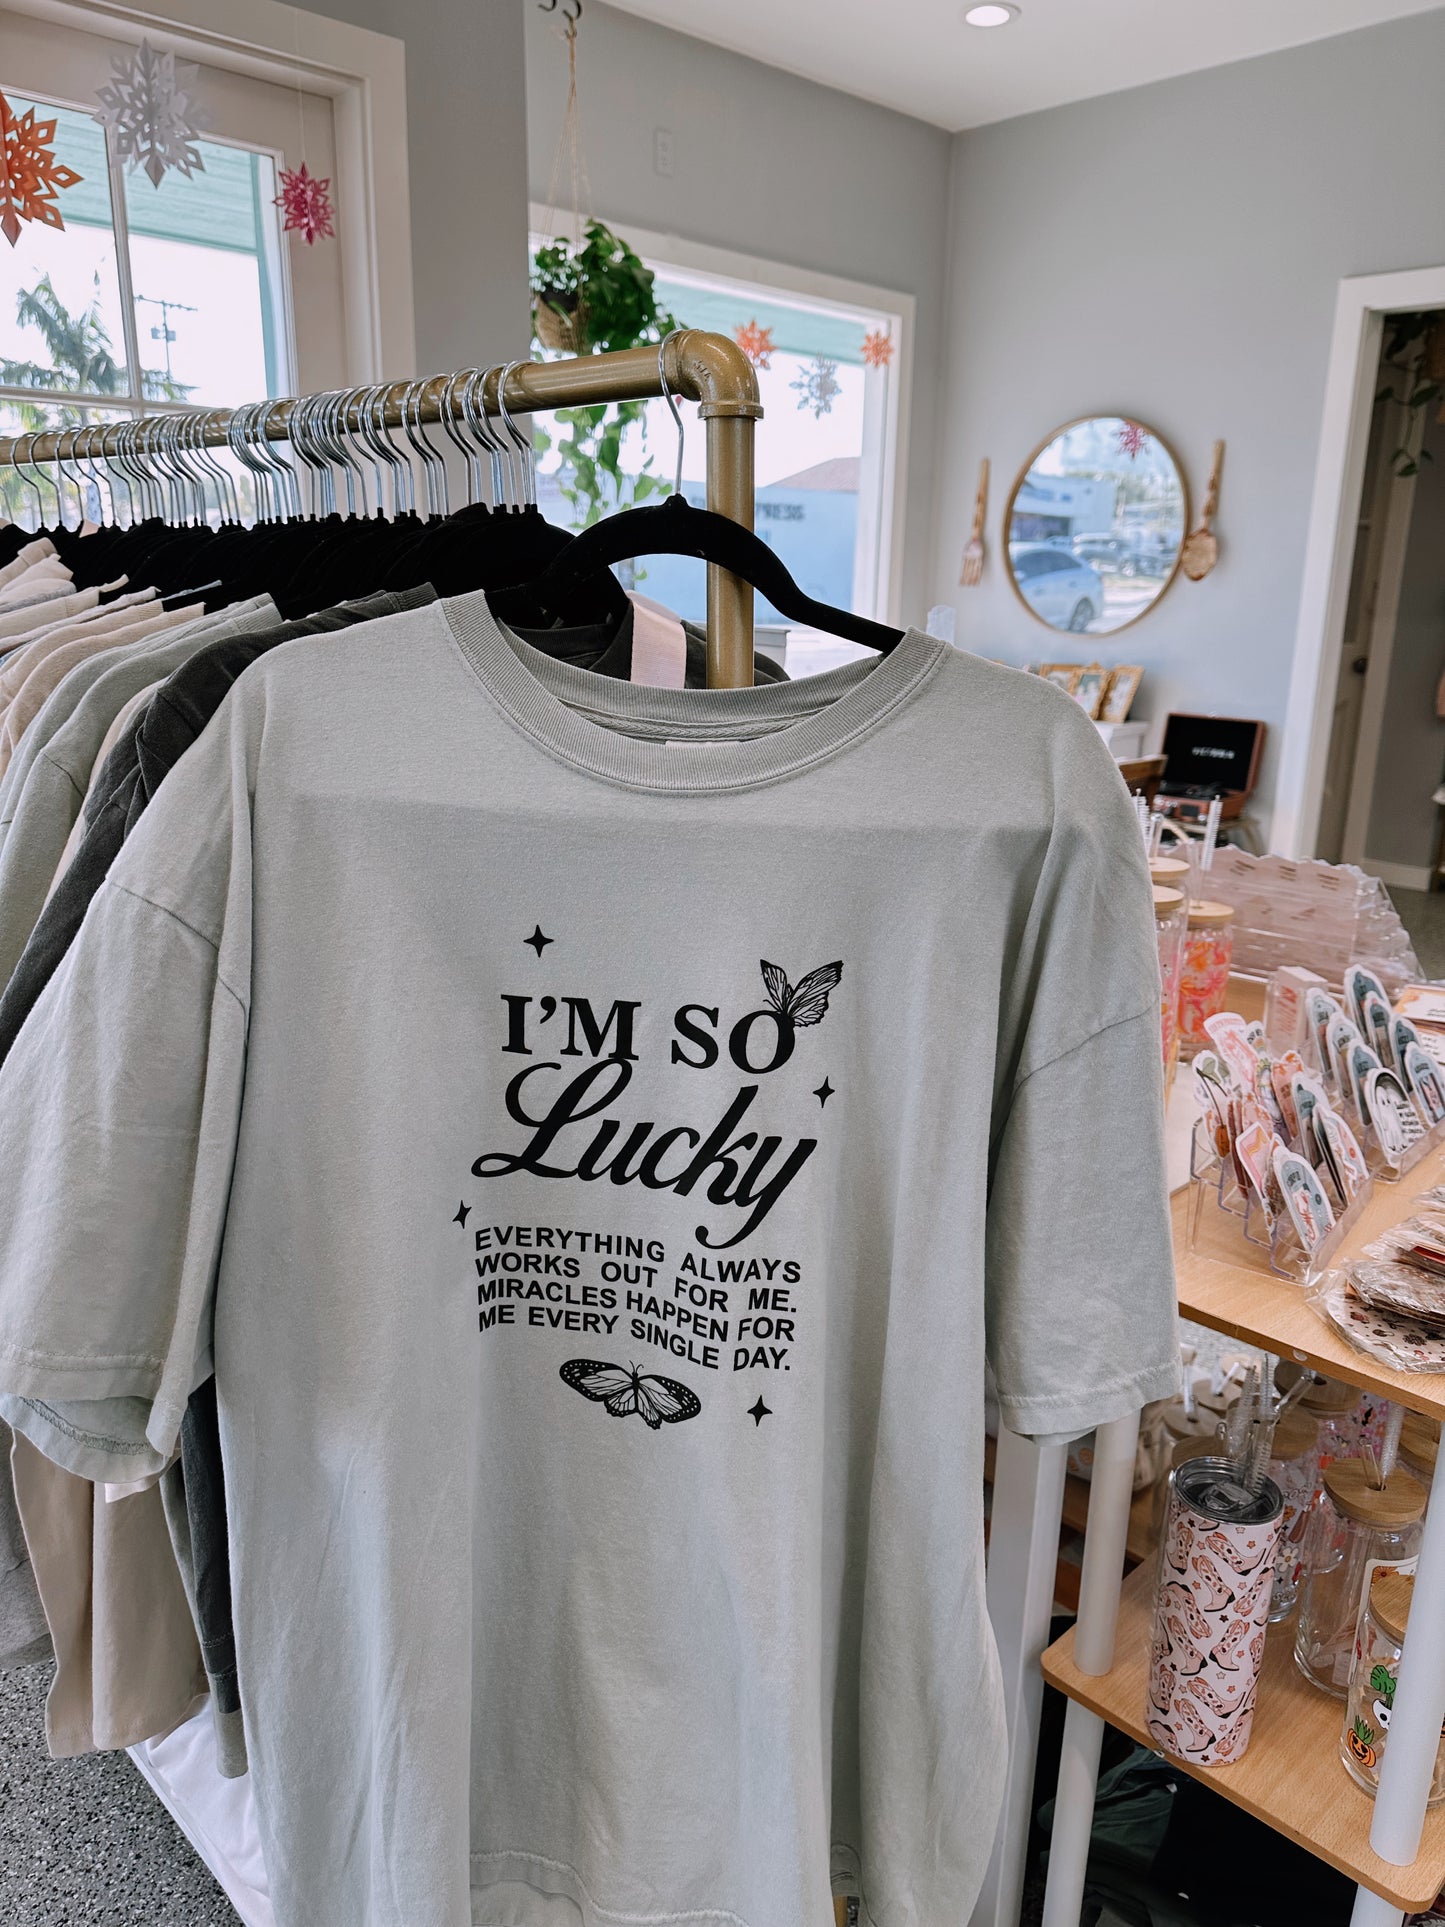 I'M SO
Lucky
EVERYTHING ALWAYS
WORKS OUT FOR ME.
MIRACLES HAPPEN FOR
ME EVERY SINGLE DAY.